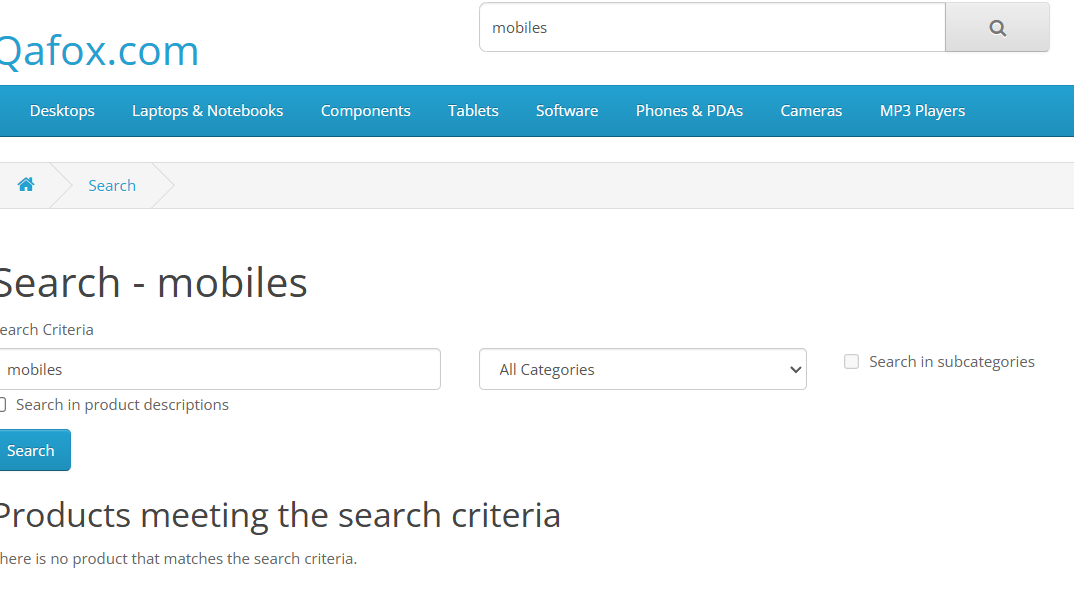 mobiles
Qafox.com
Desktops Laptops & Notebooks Components Tablets Software Phones & PDAs Cameras MP3 Players
Search
Search - mobiles
earch Criteria
mobiles All Categories Search in subcategories
Search in product descriptions
Search
Products meeting the search criteria
here is no product that matches the search criteria.